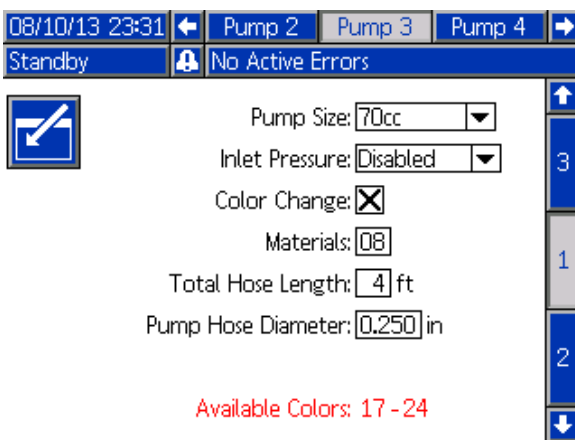 08/10/13 23:31 Pump 2 Pump 3 Pump 4
Standby No Active Errors
Pump Size: 70cc
Inlet Pressure: Disabled
3
Color Change:
Materials: 08
1
Total Hose Length: 4 ft
Pump Hose Diameter: 0.250 in
2
Available Colors: 17 - 24